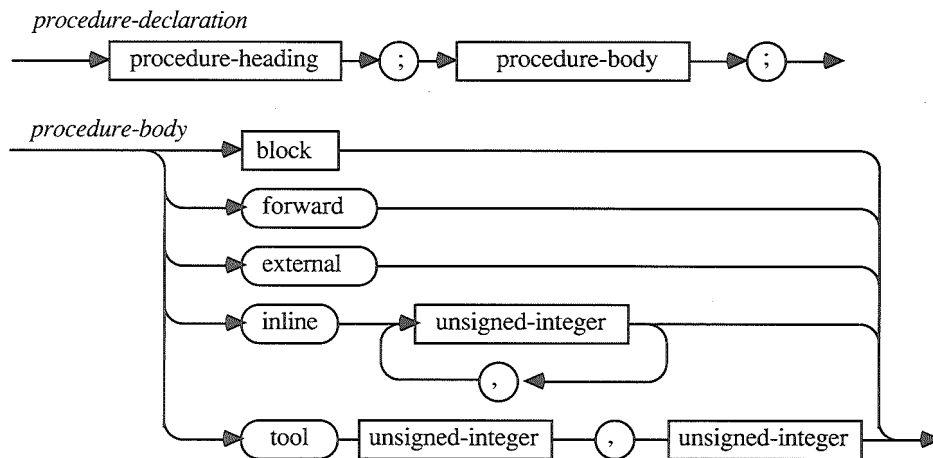 procedure-declaration
procedure-heading ; procedure-body ;
procedure-body
block
forward
external
inline unsigned-integer
,
tool unsigned-integer , unsigned-integer